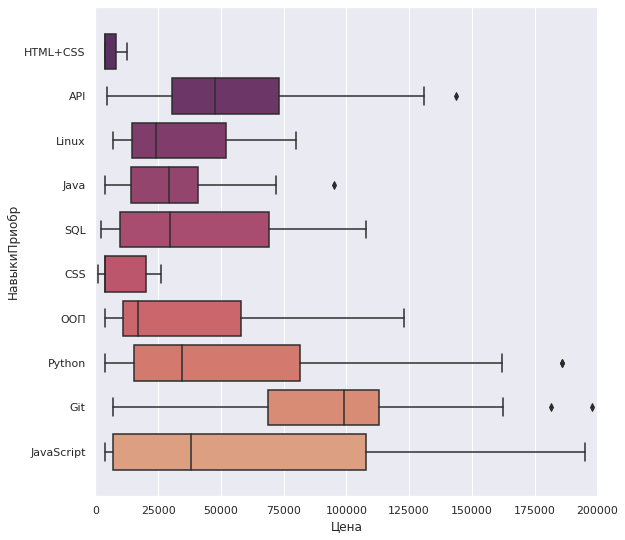 HTML+CSS
API
Linux
Java
SQL
CSS
ООП
Python
Git
JavaScript
НавыкиПриобр
0 25000 50000 75000 100000 125000 150000 175000 200000
Цена